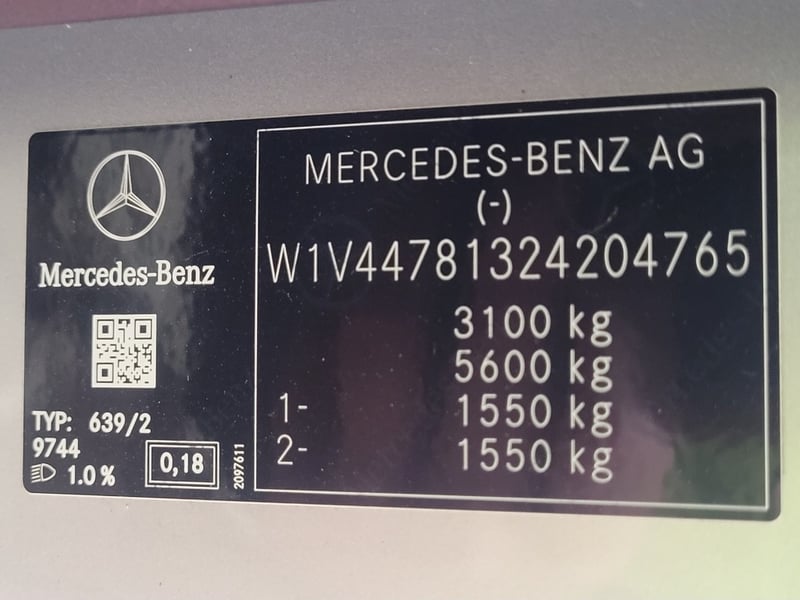 Mercedes-Benz
TYP: 639/2
9744
1.0 %
0,18
2097611
MERCEDES-BENZ AG
(-)
W1V44781324204765
3100 kg
5600 kg
1- 1550 kg
2- 1550 kg